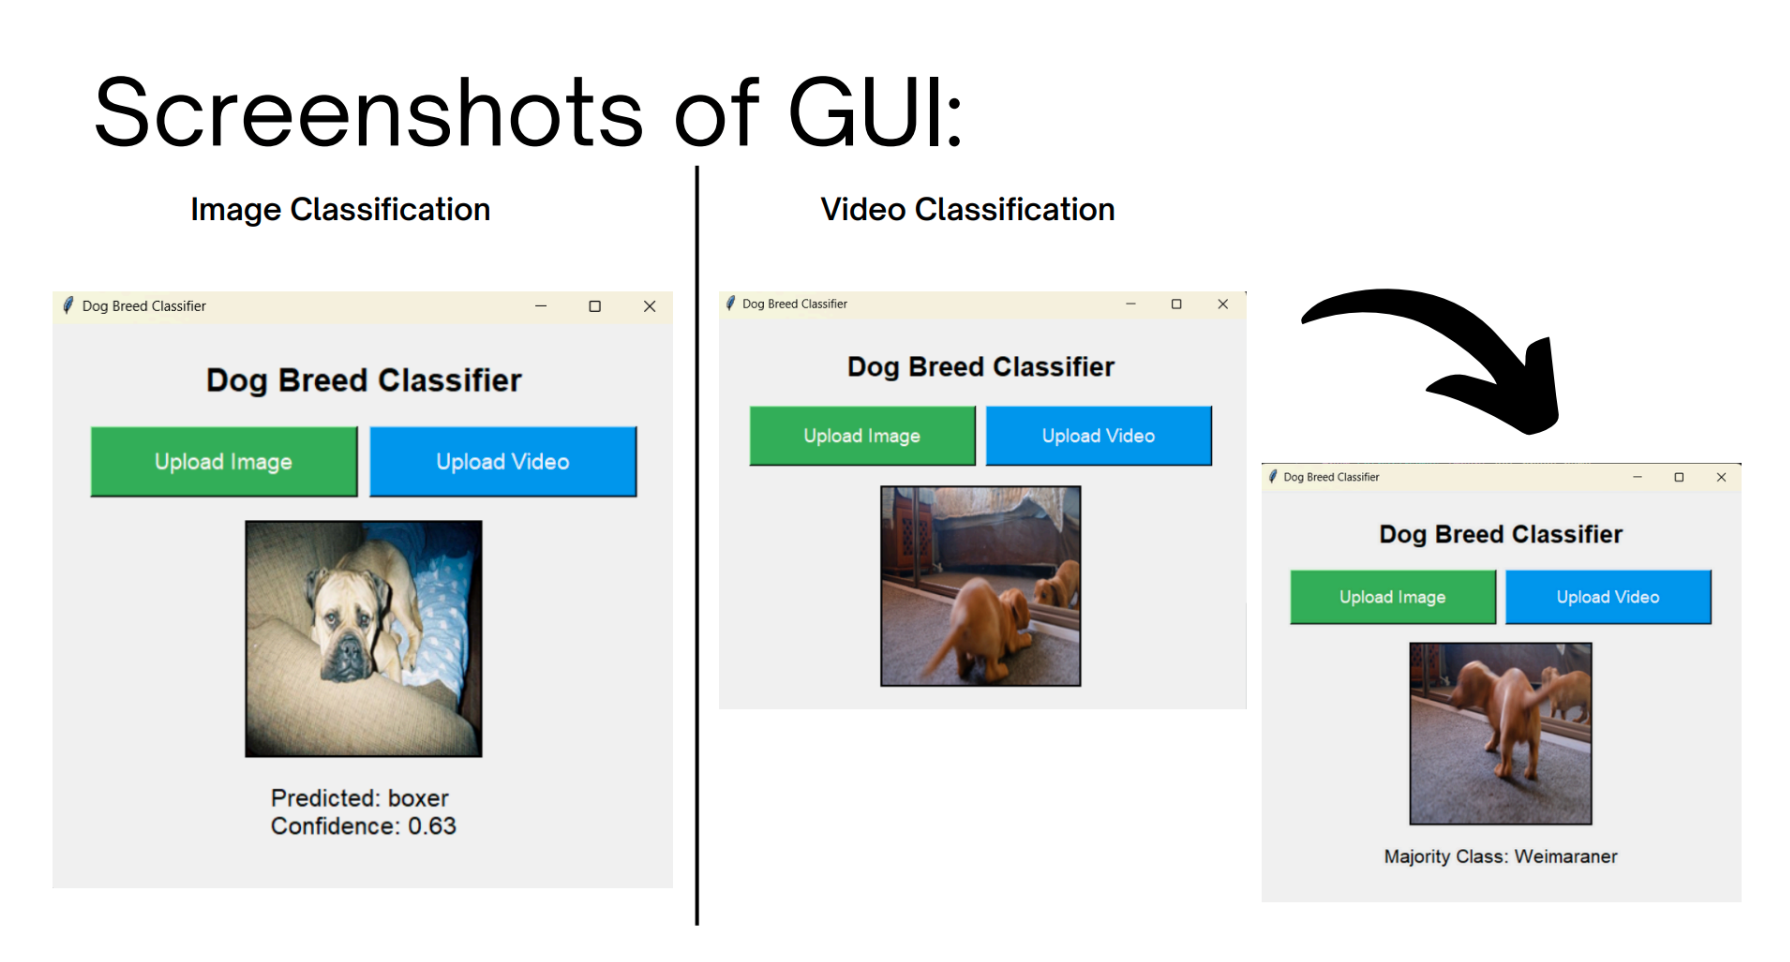 Screenshots of GUI:
Image Classification
Dog Breed Classifier
Dog Breed Classifier
Upload Image
Upload Video
Predicted: boxer
Confidence: 0.63
Video Classification
Dog Breed Classifier
Dog Breed Classifier
Upload Image
Upload Video
Dog Breed Classifier
Dog Breed Classifier
Upload Image
Upload Video
Majority Class: Weimaraner